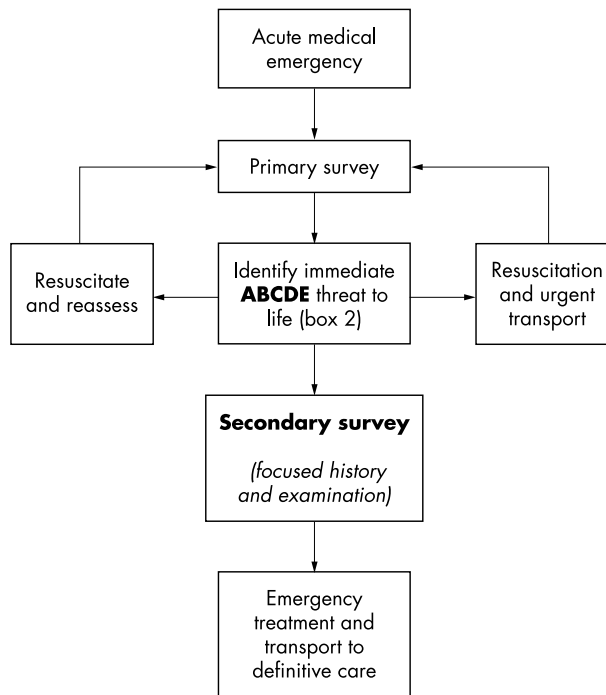 Acute medical
emergency
Primary survey
Resuscitate
and reassess
Identify immediate
ABCDE threat to
life (box 2)
Resuscitation
and urgent
transport
Secondary survey
(focused history
and examination)
Emergency
treatment and
transport to
definitive care